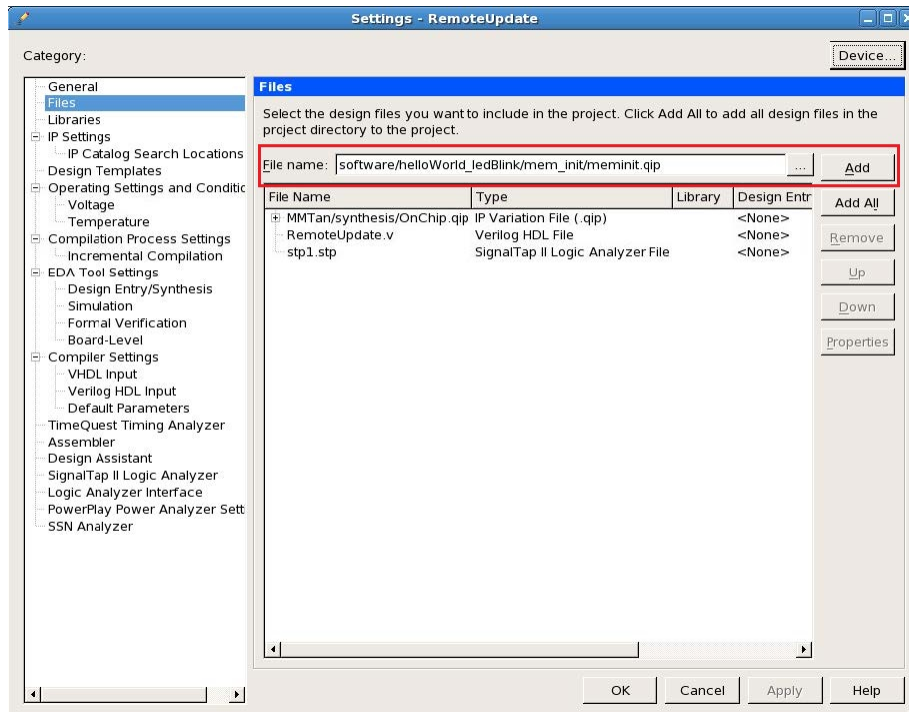 Settings - RemoteUpdate
Category:
Device...
General
Files
Libraries
IP Settings
IP Catalog Search Locations
Design Templates
Operating Settings and Conditic
Voltage
Temperature
Compilation Process Settings
Incremental Compilation
EDA Tool Settings
Design Entry/Synthesis
Simulation
Formal Verification
Board-Level
Compiler Settings
VHDL Input
Verilog HDL Input
Default Parameters
TimeQuest Timing Analyzer
Assembler
Design Assistant
SignalTap II Logic Analyzer
Logic Analyzer Interface
PowerPlay Power Analyzer Sett
SSN Analyzer
Files
Select the design files you want to include in the project. Click Add All to add all design files in the
project directory to the project.
File name: software/helloWorld_ledBlink/mem_init/meminit.qip ... Add
File Name Type Library Design Entr
MMTan/synthesis/OnChip.qip IP Variation File (.qip) <None>
RemoteUpdate.v Verilog HDL File <None>
stp1.stp SignalTap II Logic Analyzer File <None>
Add All
Remove
Up
Down
Properties
OK Cancel Apply Help